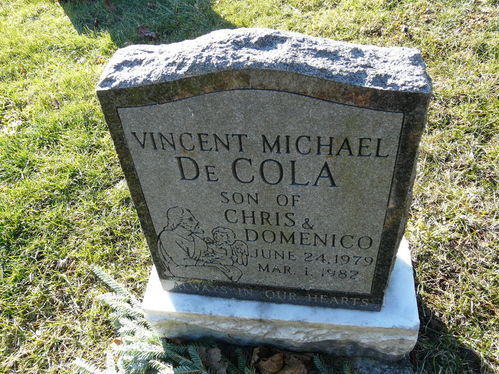 VINCENT MICHAEL
DE COLA
SON OF
CHRIS &
DOMENICO
JUNE 24, 1979
MAR. 1, 1982
ALWAYS IN OUR HEARTS